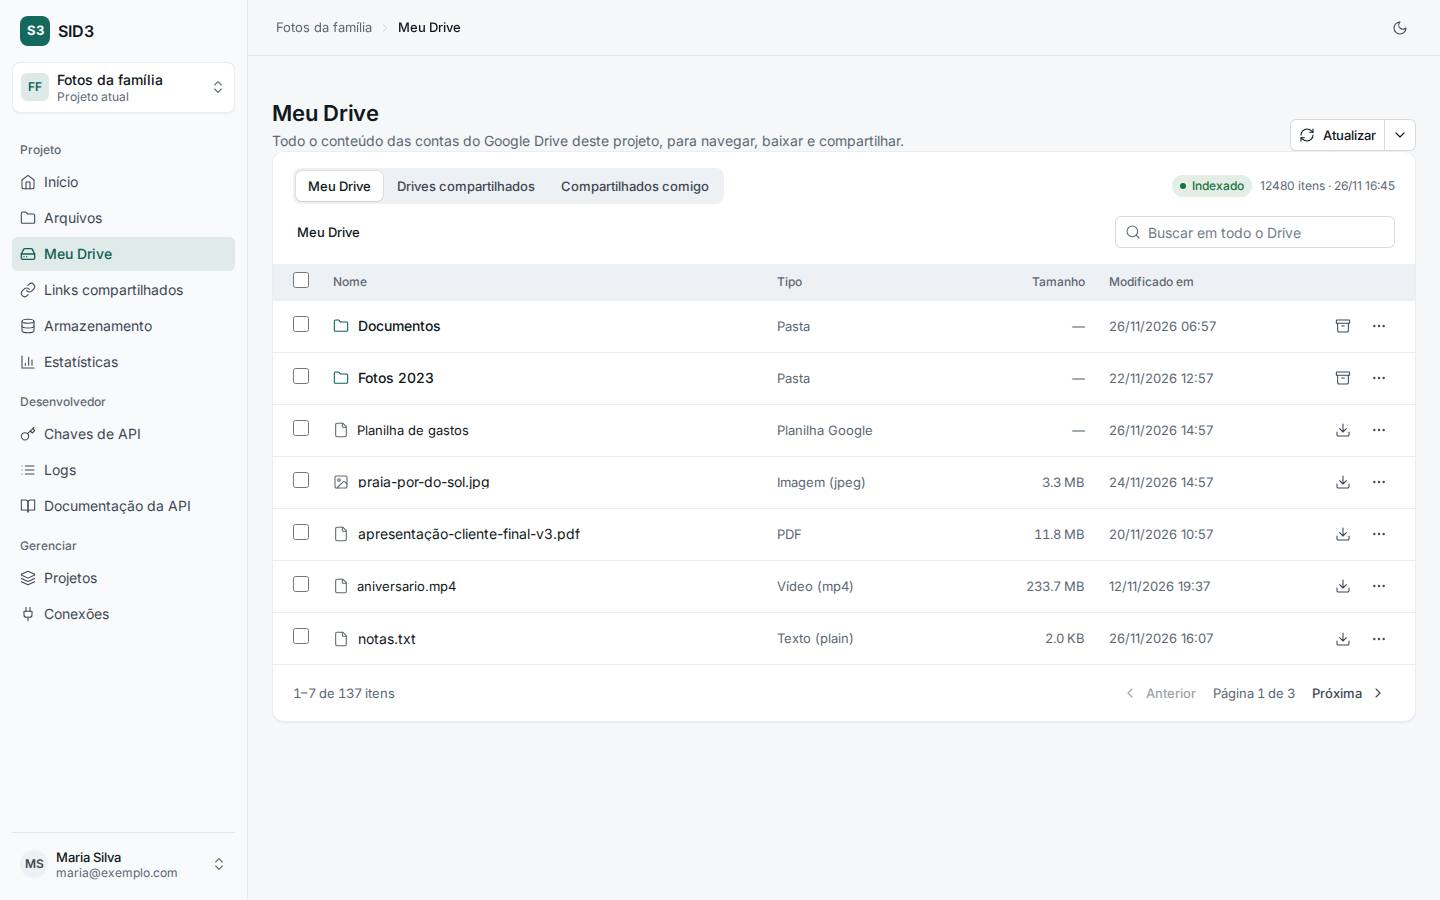 S3 SID3
Fotos da família
Meu Drive
FF
Fotos da família
Projeto atual
Projeto
Início
Arquivos
Meu Drive
Links compartilhados
Armazenamento
Estatísticas
Desenvolvedor
Chaves de API
Logs
Documentação da API
Gerenciar
Projetos
Conexões
MS
Maria Silva
maria@exemplo.com
Meu Drive
Todo o conteúdo das contas do Google Drive deste projeto, para navegar, baixar e compartilhar.
Atualizar
Meu Drive Drives compartilhados Compartilhados comigo
Indexado 12480 itens · 26/11 16:45
Meu Drive
Buscar em todo o Drive
Nome Tipo Tamanho Modificado em
Documentos Pasta — 26/11/2026 06:57
Fotos 2023 Pasta — 22/11/2026 12:57
Planilha de gastos Planilha Google — 26/11/2026 14:57
praia-por-do-sol.jpg Imagem (jpeg) 3.3 MB 24/11/2026 14:57
apresentação-cliente-final-v3.pdf PDF 11.8 MB 20/11/2026 10:57
aniversario.mp4 Vídeo (mp4) 233.7 MB 12/11/2026 19:37
notas.txt Texto (plain) 2.0 KB 26/11/2026 16:07
1–7 de 137 itens
Anterior Página 1 de 3 Próxima